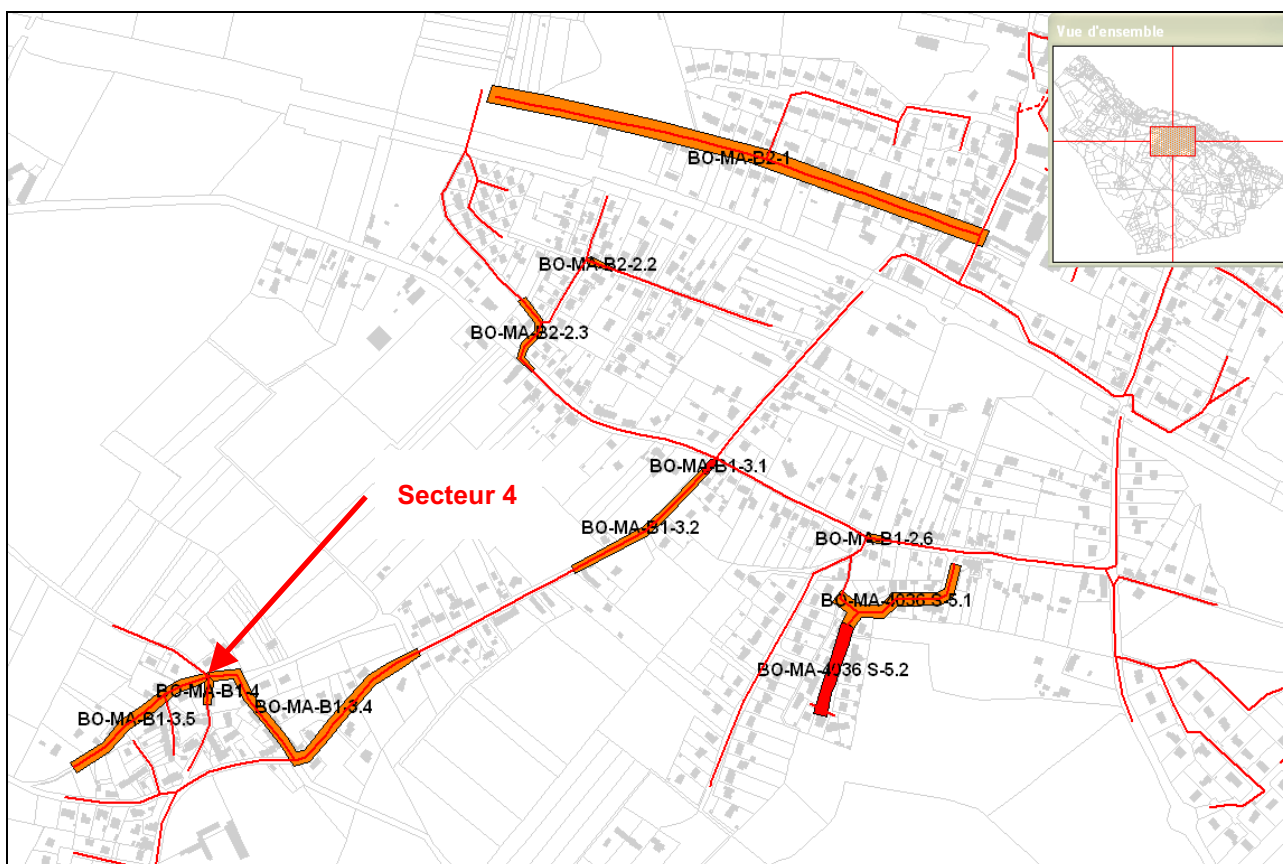 Vue d'ensemble
BO-MA-B2-1
BO-MA-B2-2.2
BO-MA-B2-2.3
BO-MA-B1-3.1
Secteur 4
BO-MA-B1-3.2
BO-MA-B1-2.6
BO-MA-4036 S-5.1
BO-MA-4036 S-5.2
BO-MA-B1-4
BO-MA-B1-3.4
BO-MA-B1-3.5